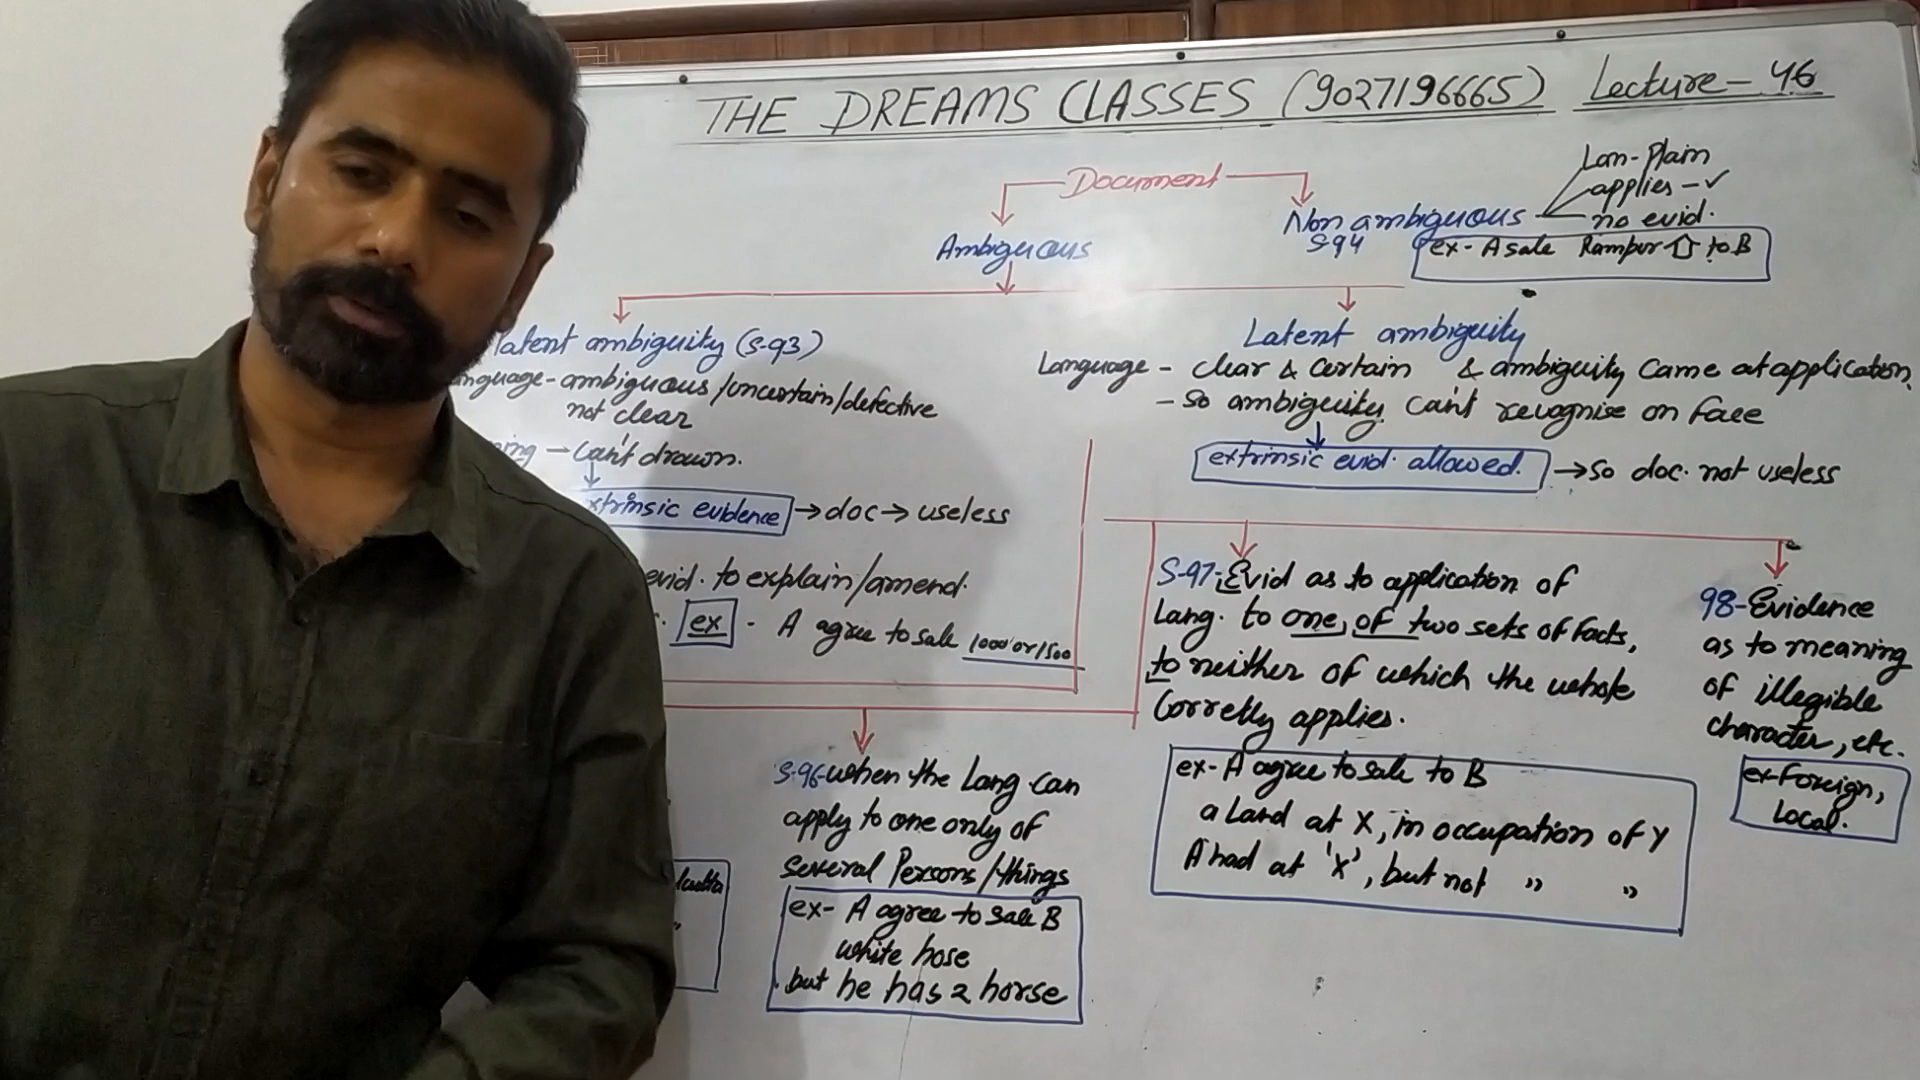 THE DREAMS CLASSES (9027196665) Lecture - 46
Document
Ambiguous
Non ambiguous
S-94
Lan - Plain
applies - ✓
no evid.
ex - A sale Rampur to B
latent ambiguity (S-93)
language - ambiguous/uncertain/defective
not clear
→ can't drawn.
extrinsic evidence → doc → useless
evid. to explain/amend.
ex - A agree to sale 1000 or 1500
Latent ambiguity
Language - clear & certain & ambiguity came at application
- So ambiguity can't recognise on face
extrinsic evid. allowed. → so doc. not useless
S-96 - when the Lang can
apply to one only of
several Persons/things
ex - A agree to sale B
white hose
but he has 2 horse
S-97 - Evid as to application of
Lang. to one, of two sets of facts,
to neither of which the whole
correctly applies.
ex - A agree to sale to B
a Land at X, in occupation of Y
A had at 'X', but not " "
98 - Evidence
as to meaning
of illegible
character, etc.
ex - Foreign,
Local.